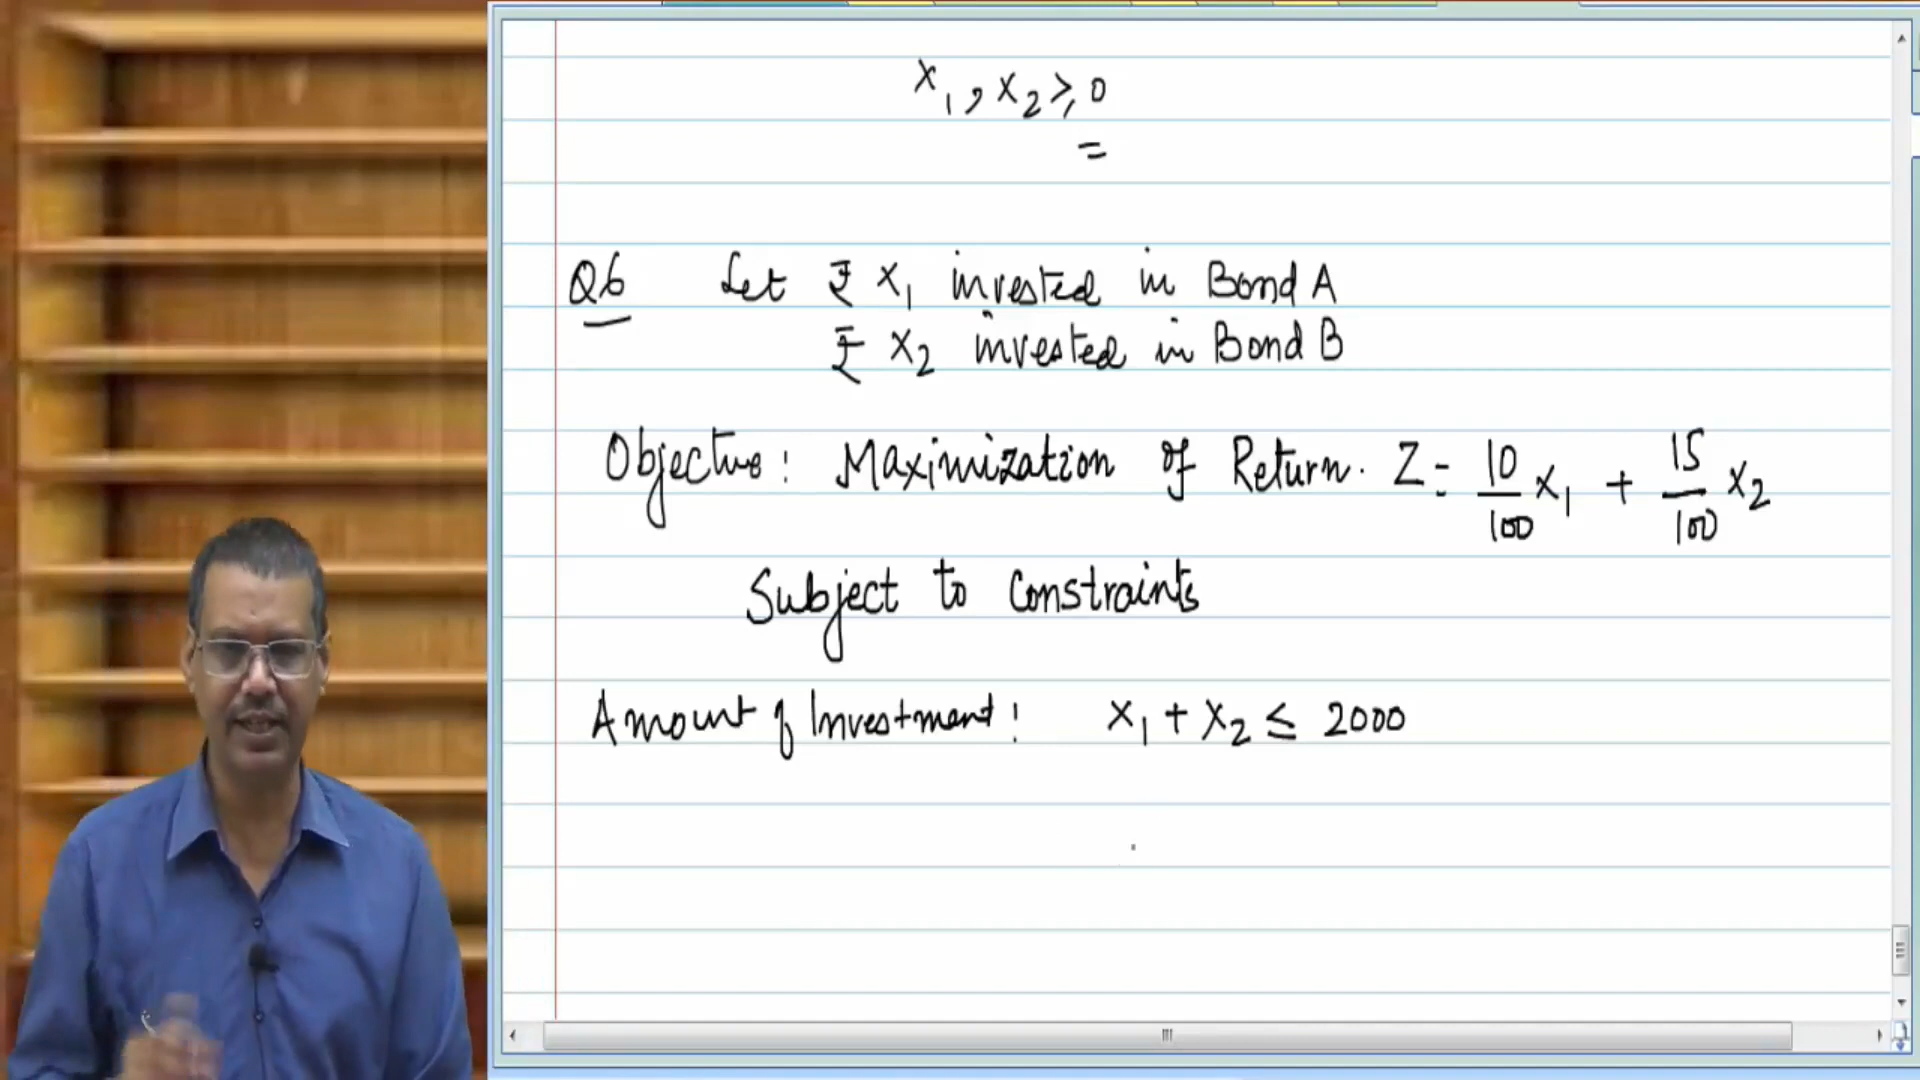 x₁, x₂ ≥ 0
=
Q6 Let ₹ x₁ invested in Bond A
₹ x₂ invested in Bond B
Objective: Maximization of Return. Z = 10/100 x₁ + 15/100 x₂
Subject to Constraints
Amount of Investment: x₁ + x₂ ≤ 2000